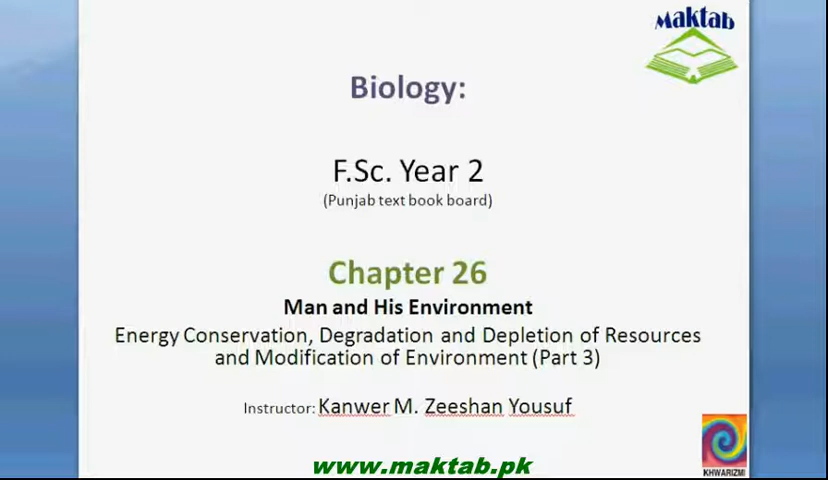 Maktab
Biology:
F.Sc. Year 2
(Punjab text book board)
Chapter 26
Man and His Environment
Energy Conservation, Degradation and Depletion of Resources
and Modification of Environment (Part 3)
Instructor: Kanwer M. Zeeshan Yousuf
KHWARIZMI
www.maktab.pk